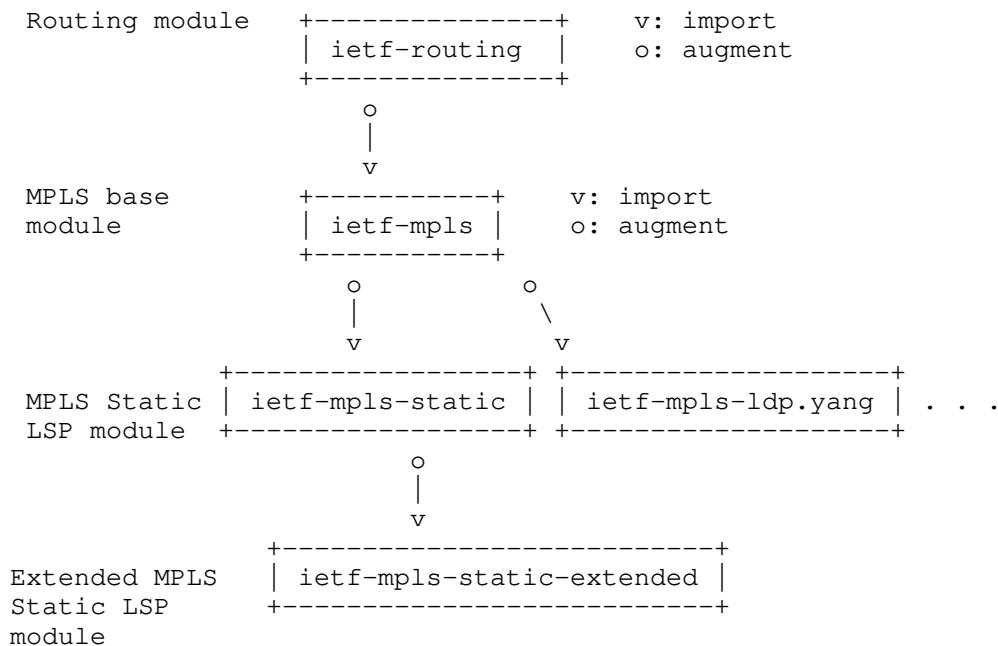 Routing module   +---------------+    v: import
                 | ietf-routing  |    o: augment
                 +---------------+
                     o
                     |
                     v
 MPLS base       +-----------+    v: import
 module          | ietf-mpls |    o: augment
                 +-----------+
                    o          o
                    |           \
                    v            v
            +-------------------+ +--------------------+
 MPLS Static | ietf-mpls-static | | ietf-mpls-ldp.yang | . . .
 LSP module +-------------------+ +--------------------+
                        o
                        |
                        v
               +---------------------------+
Extended MPLS  | ietf-mpls-static-extended |
Static LSP     +---------------------------+
module